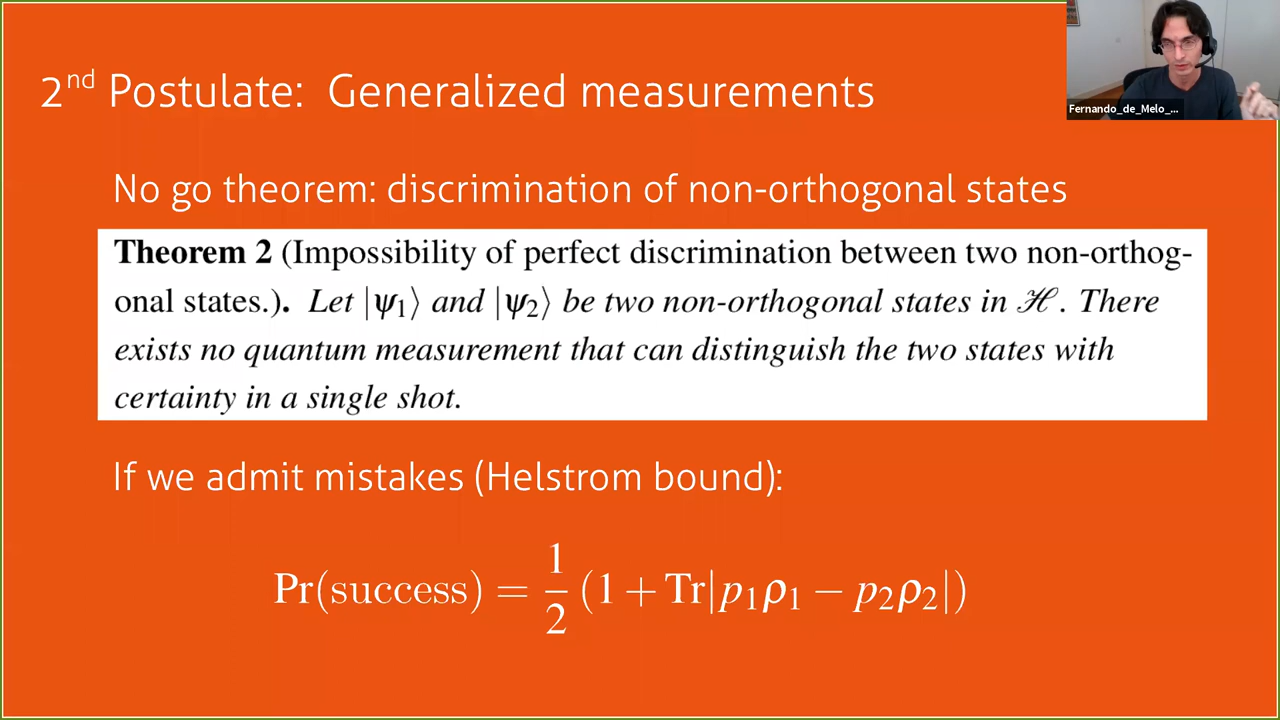 2nd Postulate: Generalized measurements
Fernando_de_Melo_...
No go theorem: discrimination of non-orthogonal states
Theorem 2 (Impossibility of perfect discrimination between two non-orthog-
onal states.). Let |ψ1⟩ and |ψ2⟩ be two non-orthogonal states in ℋ. There
exists no quantum measurement that can distinguish the two states with
certainty in a single shot.
If we admit mistakes (Helstrom bound):
Pr(success) = 1/2 (1 + Tr|p1ρ1 − p2ρ2|)